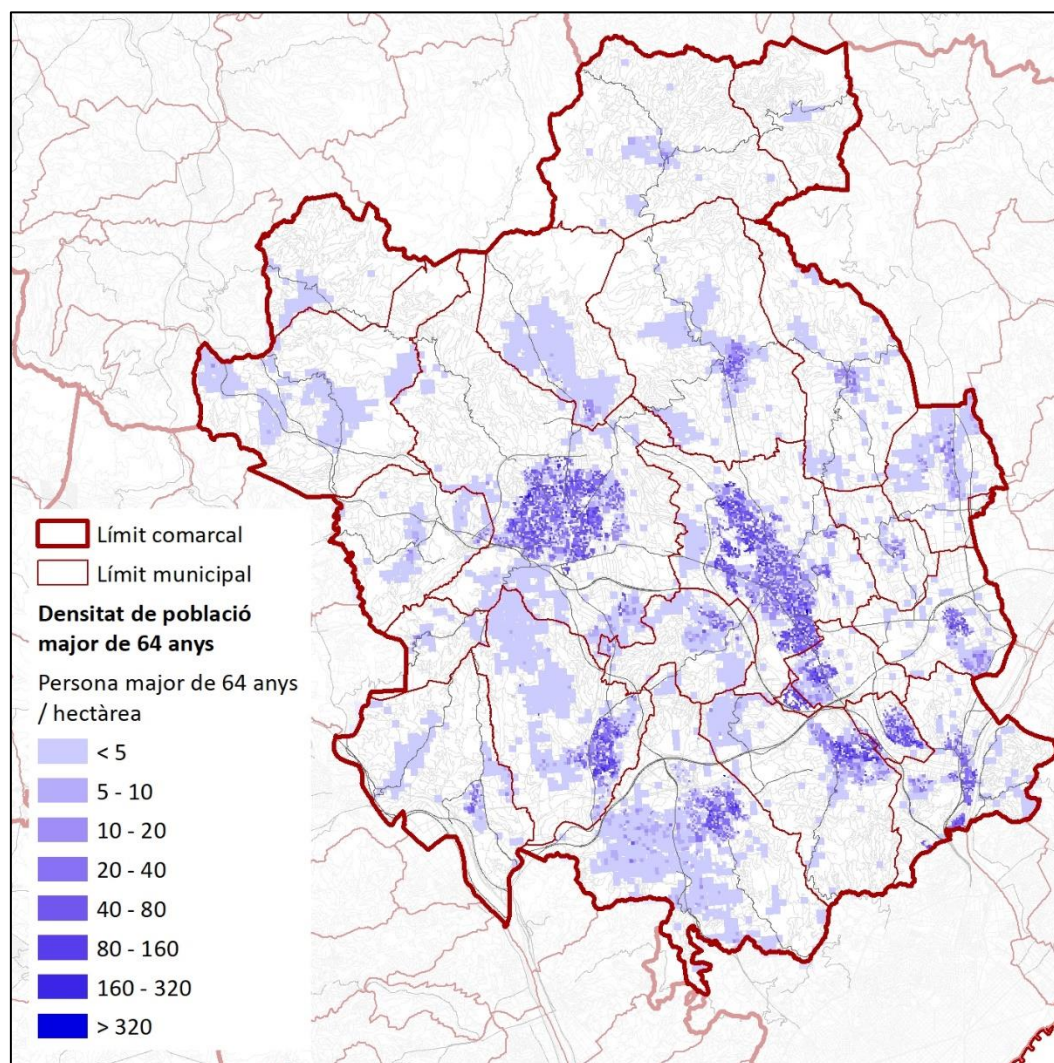 Límit comarcal
Límit municipal
Densitat de població
major de 64 anys
Persona major de 64 anys
/ hectàrea
< 5
5 - 10
10 - 20
20 - 40
40 - 80
80 - 160
160 - 320
> 320